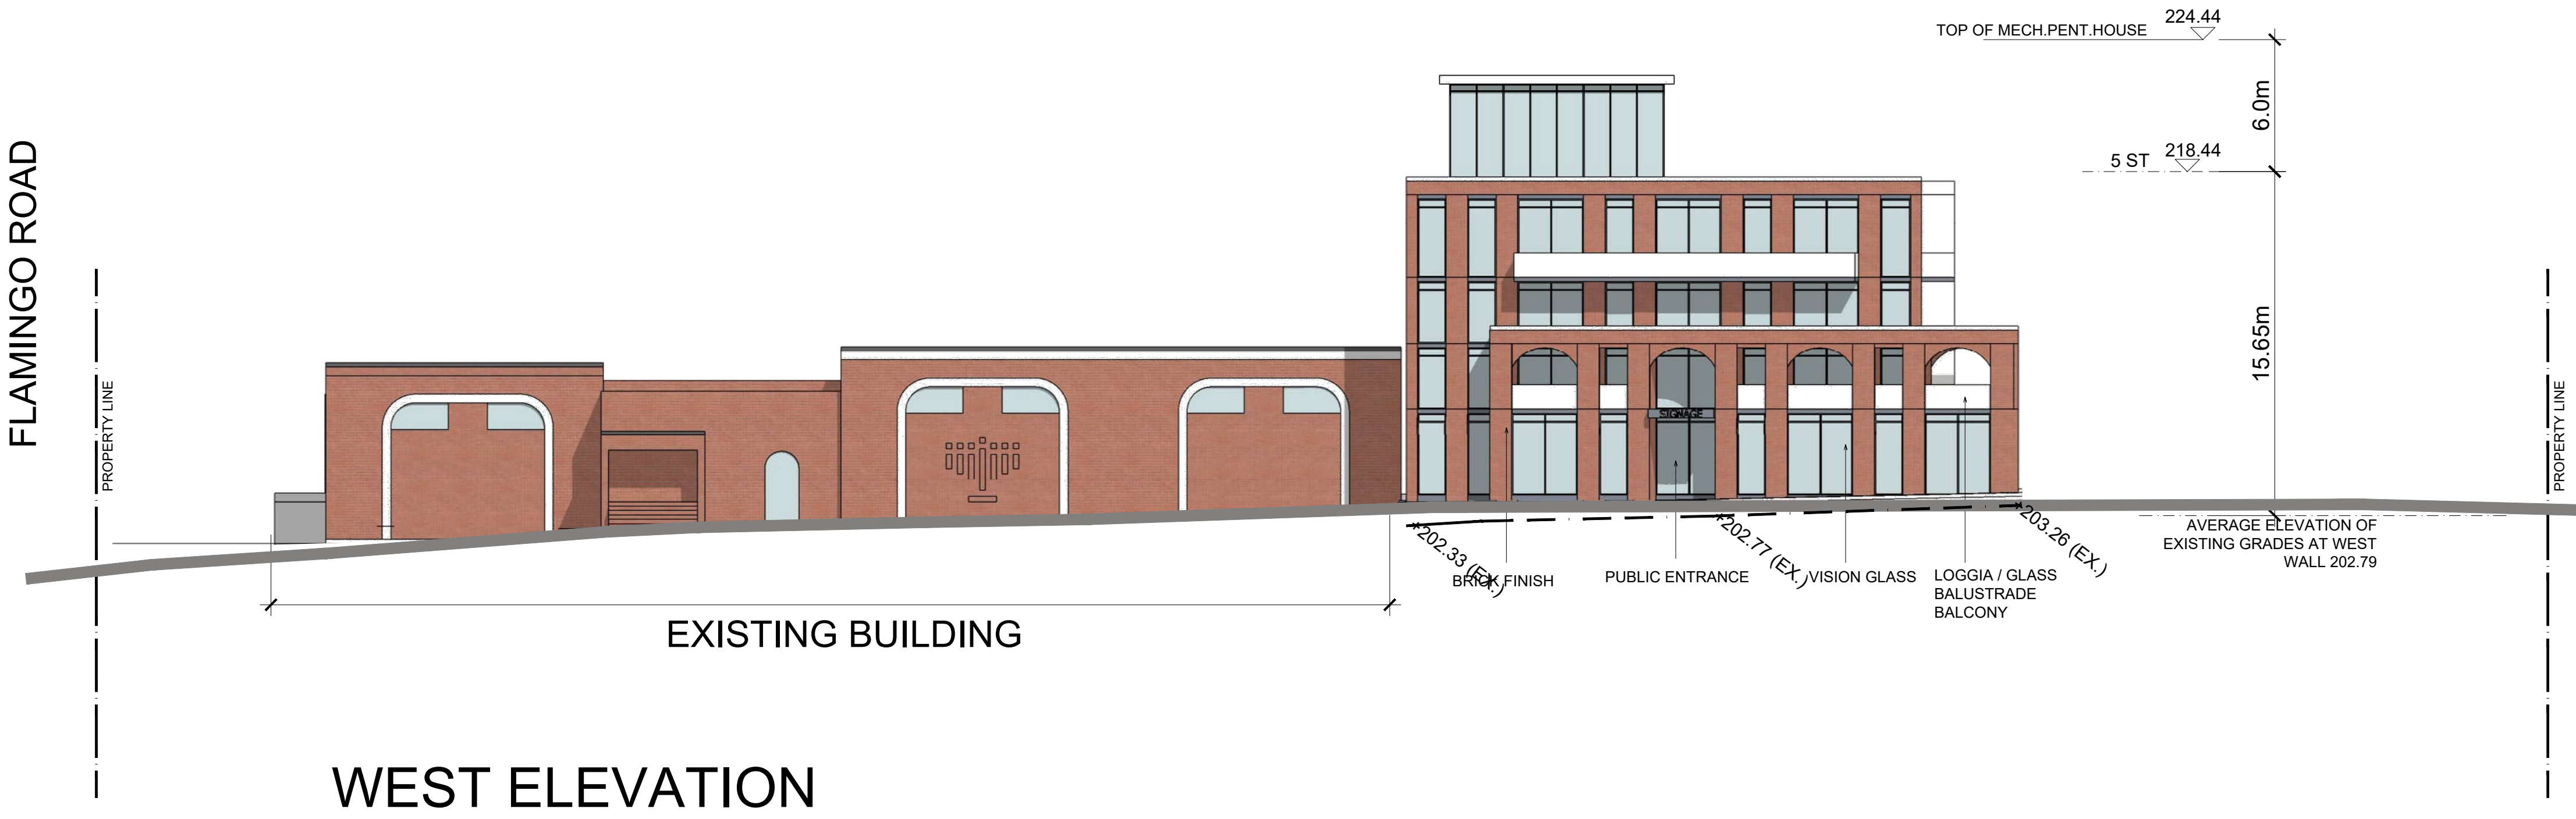 224.44
TOP OF MECH.PENT.HOUSE
6.0m
218.44
5 ST
FLAMINGO ROAD
15.65m
PROPERTY LINE
PROPERTY LINE
SIGNAGE
202.33 (EX.)
202.77 (EX.)
203.26 (EX.)
AVERAGE ELEVATION OF
EXISTING GRADES AT WEST
WALL 202.79
BRICK FINISH
PUBLIC ENTRANCE
VISION GLASS
LOGGIA / GLASS
BALUSTRADE
BALCONY
EXISTING BUILDING
WEST ELEVATION